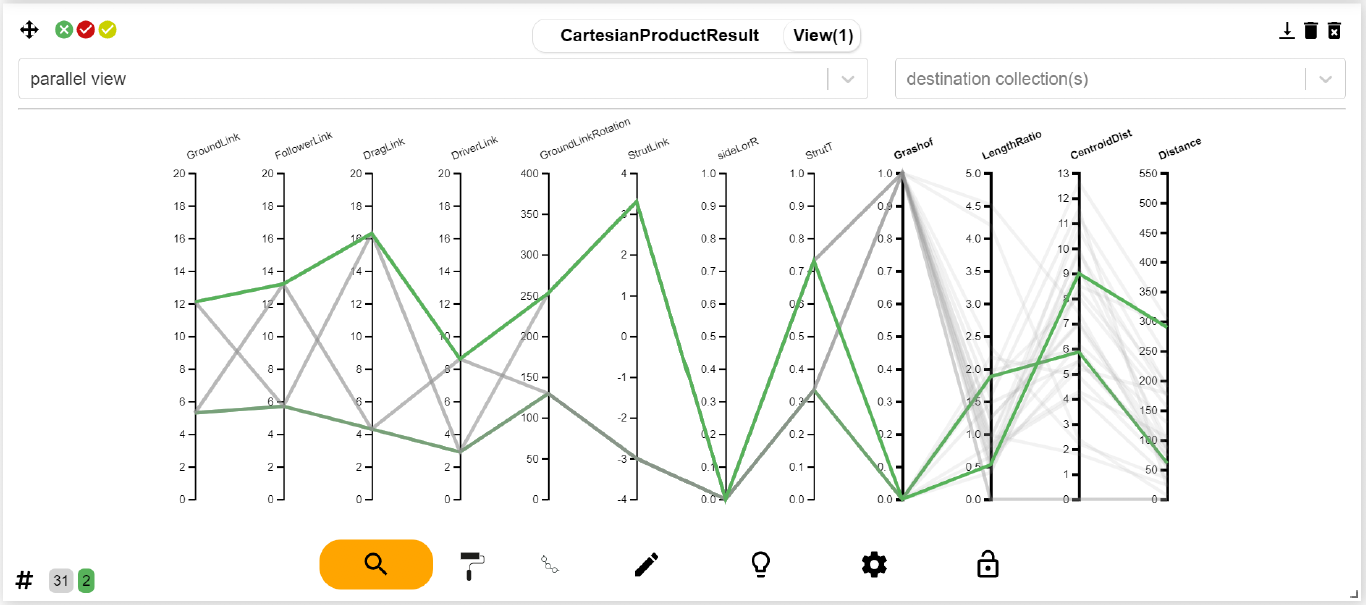 CartesianProductResult View(1)
parallel view
destination collection(s)
GroundLink FollowerLink DragLink DriverLink GroundLinkRotation StrutLink sideLorR StrutT Grashof LengthRatio CentroidDist Distance
20 18 16 14 12 10 8 6 4 2 0
20 18 16 14 12 10 8 6 4 2 0
20 18 16 14 12 10 8 6 4 2 0
20 18 16 14 12 10 8 6 4 2 0
400 350 300 250 200 150 100 50 0
4 3 2 1 0 -1 -2 -3 -4
1.0 0.9 0.8 0.7 0.6 0.5 0.4 0.3 0.2 0.1 0.0
1.0 0.9 0.8 0.7 0.6 0.5 0.4 0.3 0.2 0.1 0.0
1.0 0.9 0.8 0.7 0.6 0.5 0.4 0.3 0.2 0.1 0.0
5.0 4.5 4.0 3.5 3.0 2.5 2.0 1.5 1.0 0.5 0.0
13 12 11 10 9 8 7 6 5 4 3 2 1 0
550 500 450 400 350 300 250 200 150 100 50 0
# 31 2